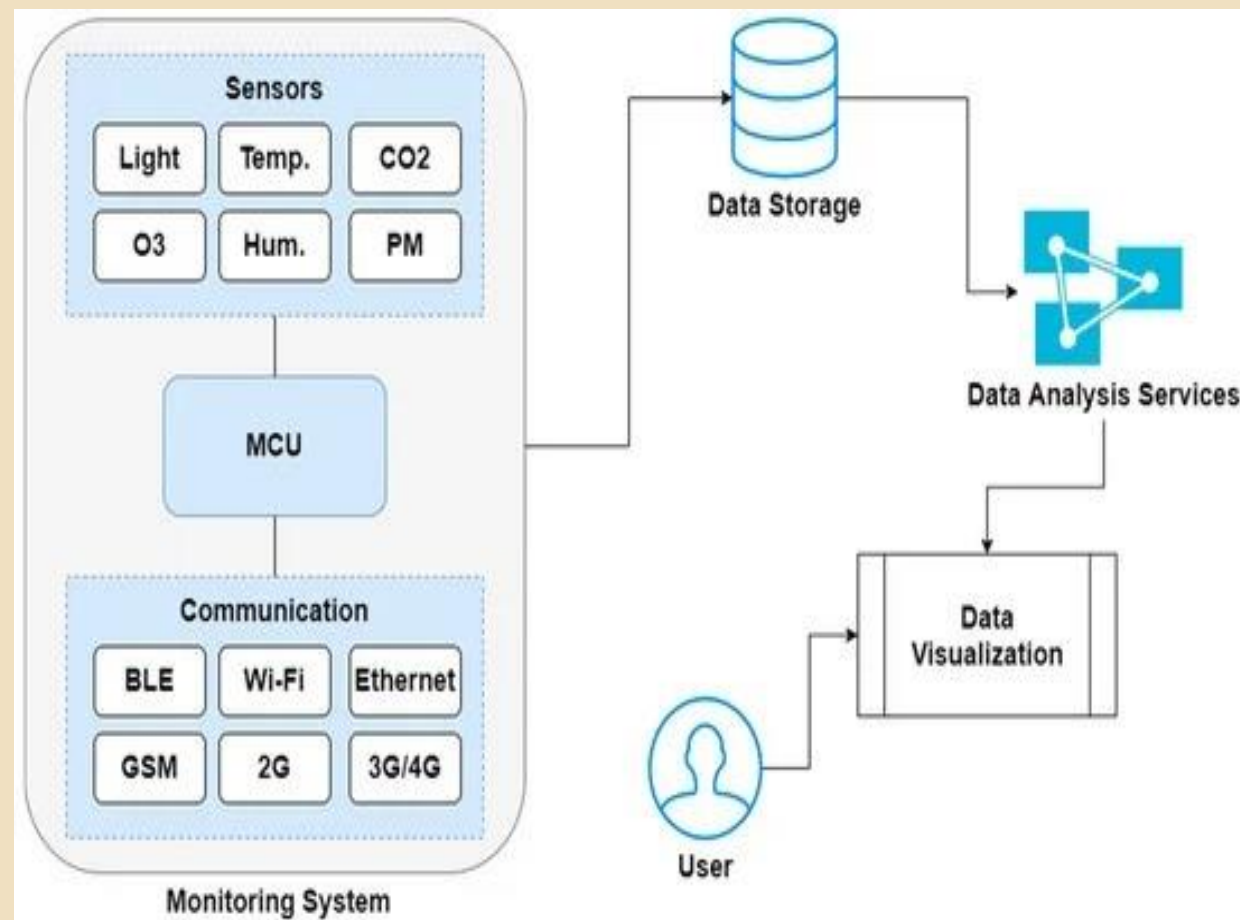 Sensors
Light
Temp.
CO2
O3
Hum.
PM
MCU
Communication
BLE
Wi-Fi
Ethernet
GSM
2G
3G/4G
Monitoring System
Data Storage
Data Analysis Services
Data
Visualization
User